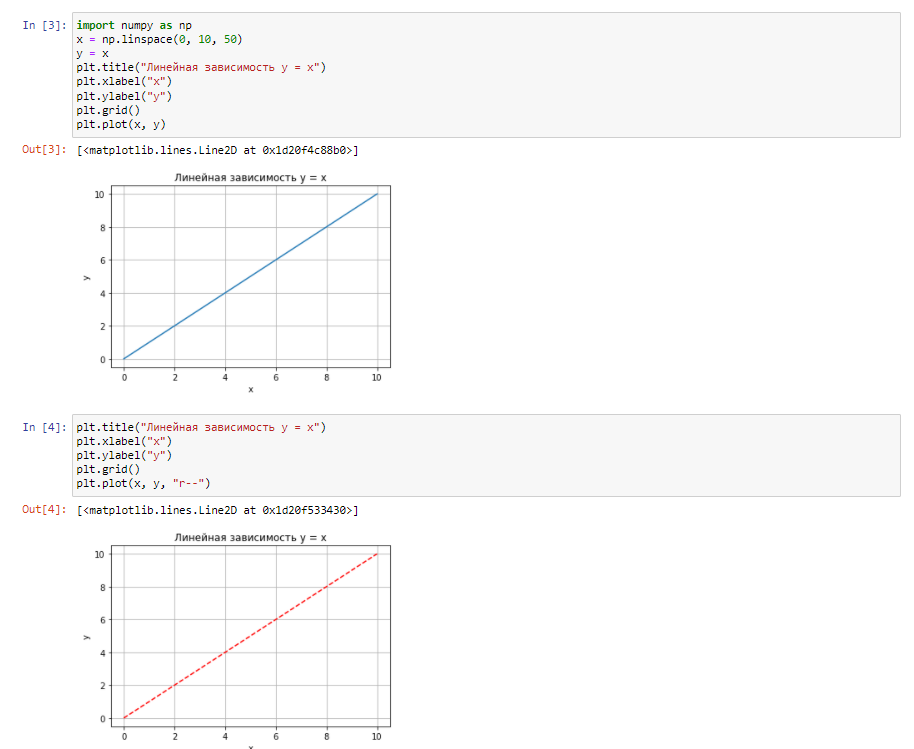 In [3]: import numpy as np
x = np.linspace(0, 10, 50)
y = x
plt.title("Линейная зависимость y = x")
plt.xlabel("x")
plt.ylabel("y")
plt.grid()
plt.plot(x, y)
Out[3]: [<matplotlib.lines.Line2D at 0x1d20f4c88b0>]
Линейная зависимость y = x
10
8
6
4
2
0
y
0 2 4 6 8 10
x
In [4]: plt.title("Линейная зависимость y = x")
plt.xlabel("x")
plt.ylabel("y")
plt.grid()
plt.plot(x, y, "r--")
Out[4]: [<matplotlib.lines.Line2D at 0x1d20f533430>]
Линейная зависимость y = x
10
8
6
4
2
0
y
0 2 4 6 8 10
x